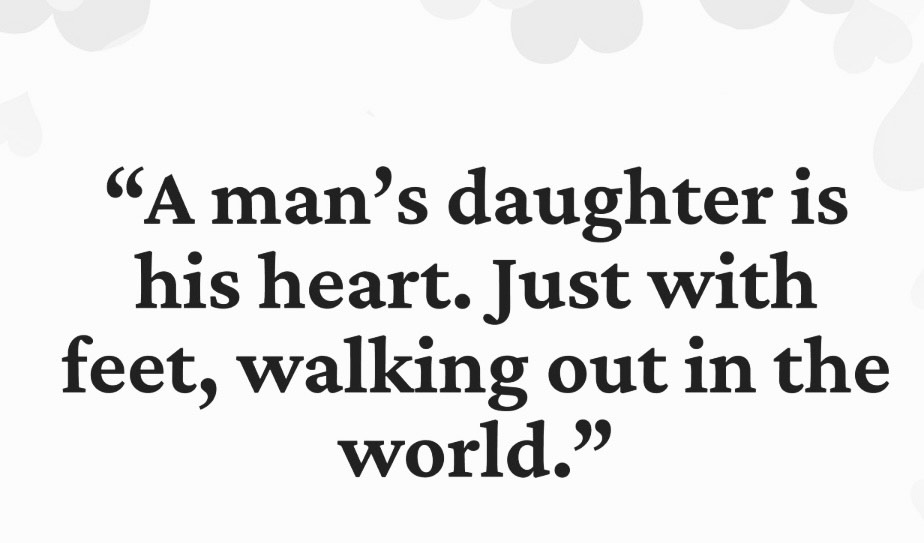 “A man’s daughter is
his heart. Just with
feet, walking out in the
world.”